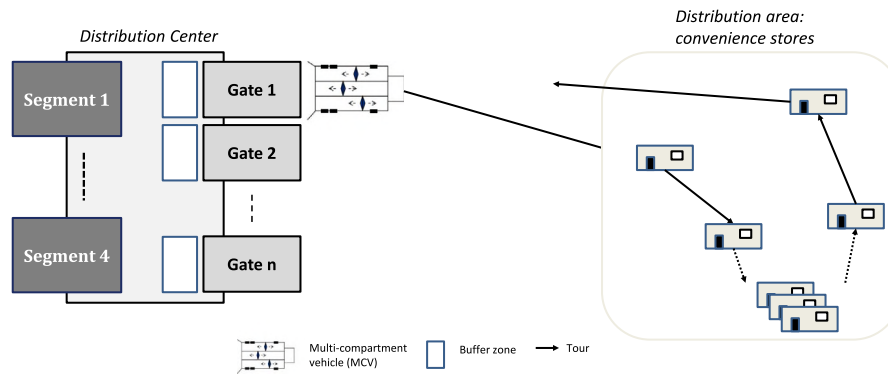 Distribution Center
Distribution area:
convenience stores
Segment 1
Gate 1
Gate 2
Segment 4
Gate n
Multi-compartment
vehicle (MCV)
Buffer zone
Tour